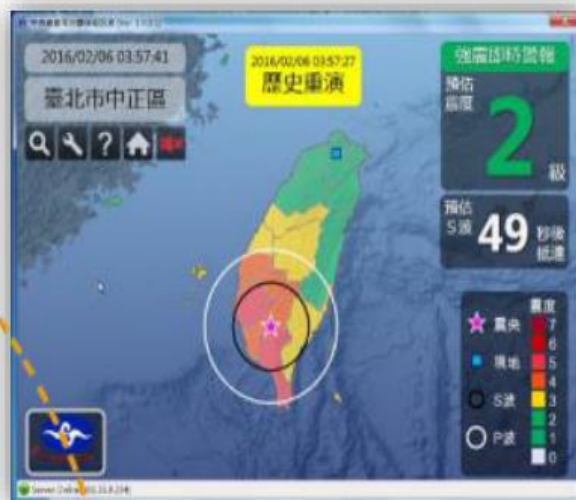 2016/02/06 03:57:41
臺北市中正區
2016/02/06 03:57:27
歷史重演
強震即時警報
預估
震度
2
級
預估
S波
49
秒後
抵達
震度
震央
現地
S波
P波
7
6
5
4
3
2
1
0